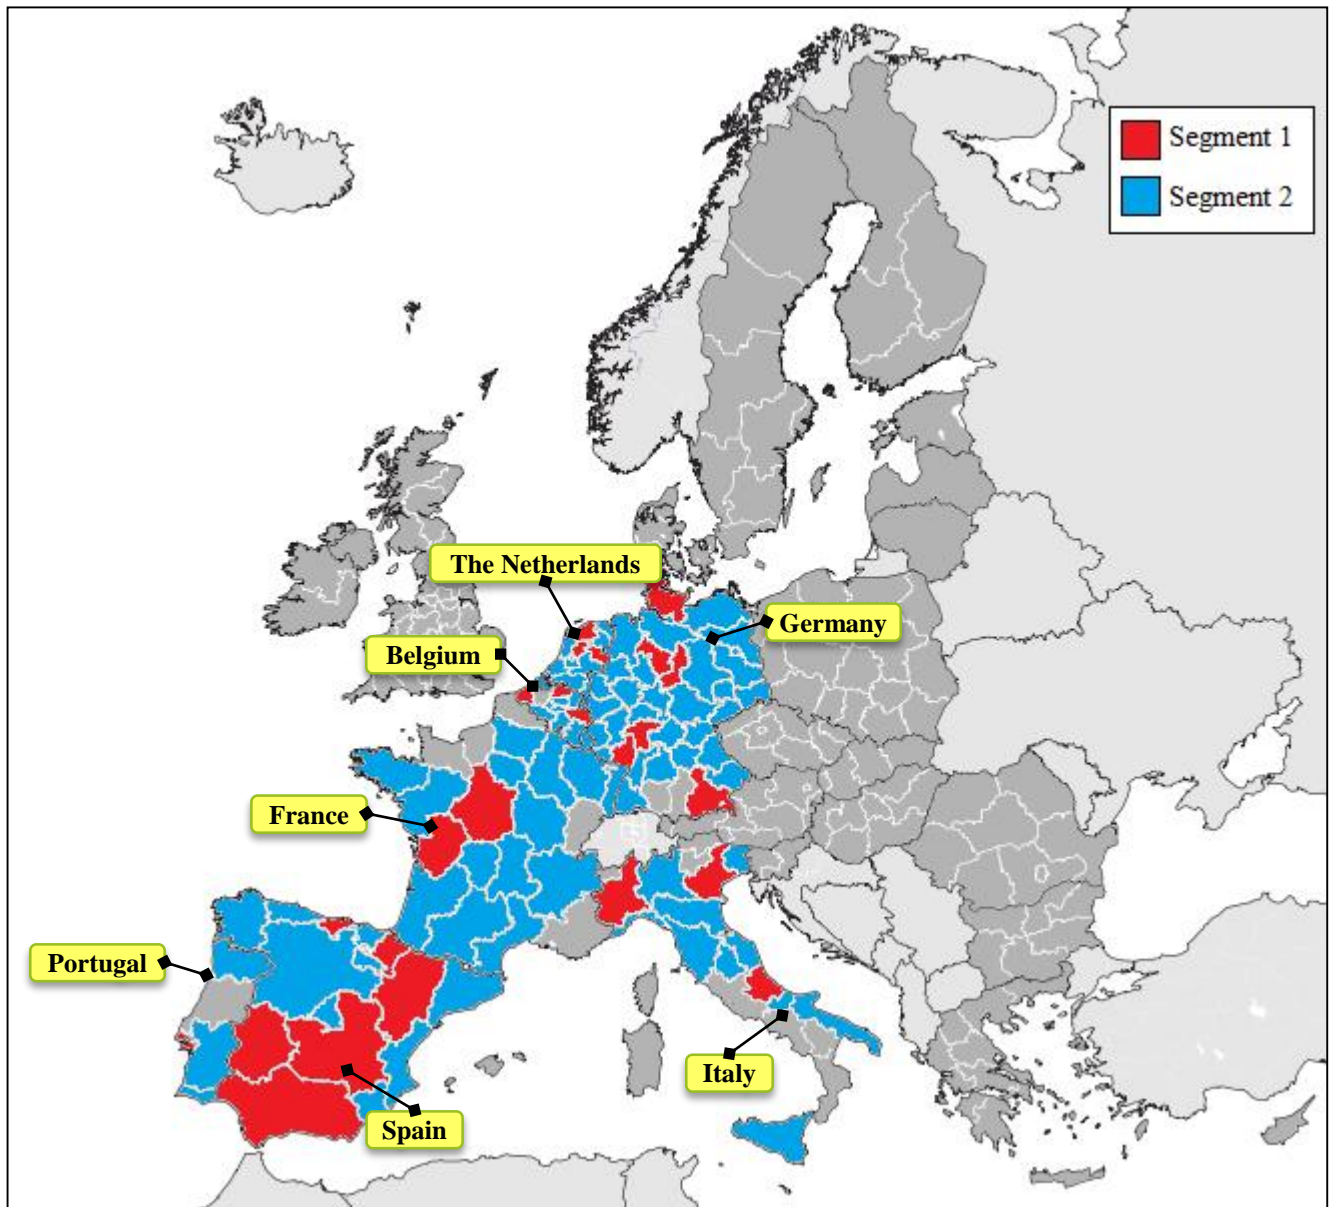 Segment 1
Segment 2
The Netherlands
Germany
Belgium
France
Portugal
Italy
Spain